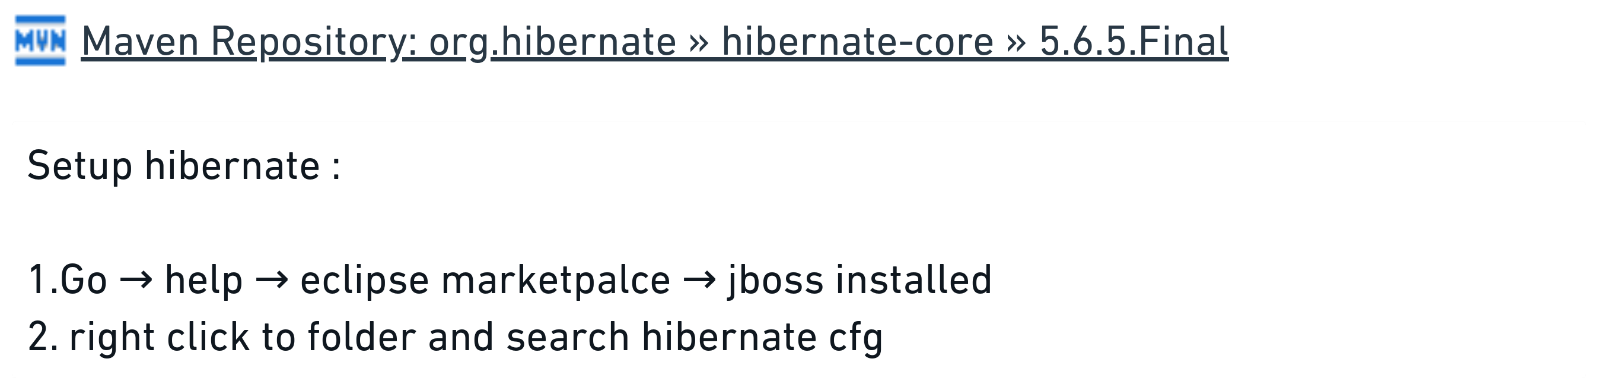 MVN Maven Repository: org.hibernate » hibernate-core » 5.6.5.Final
Setup hibernate :
1.Go → help → eclipse marketpalce → jboss installed
2. right click to folder and search hibernate cfg